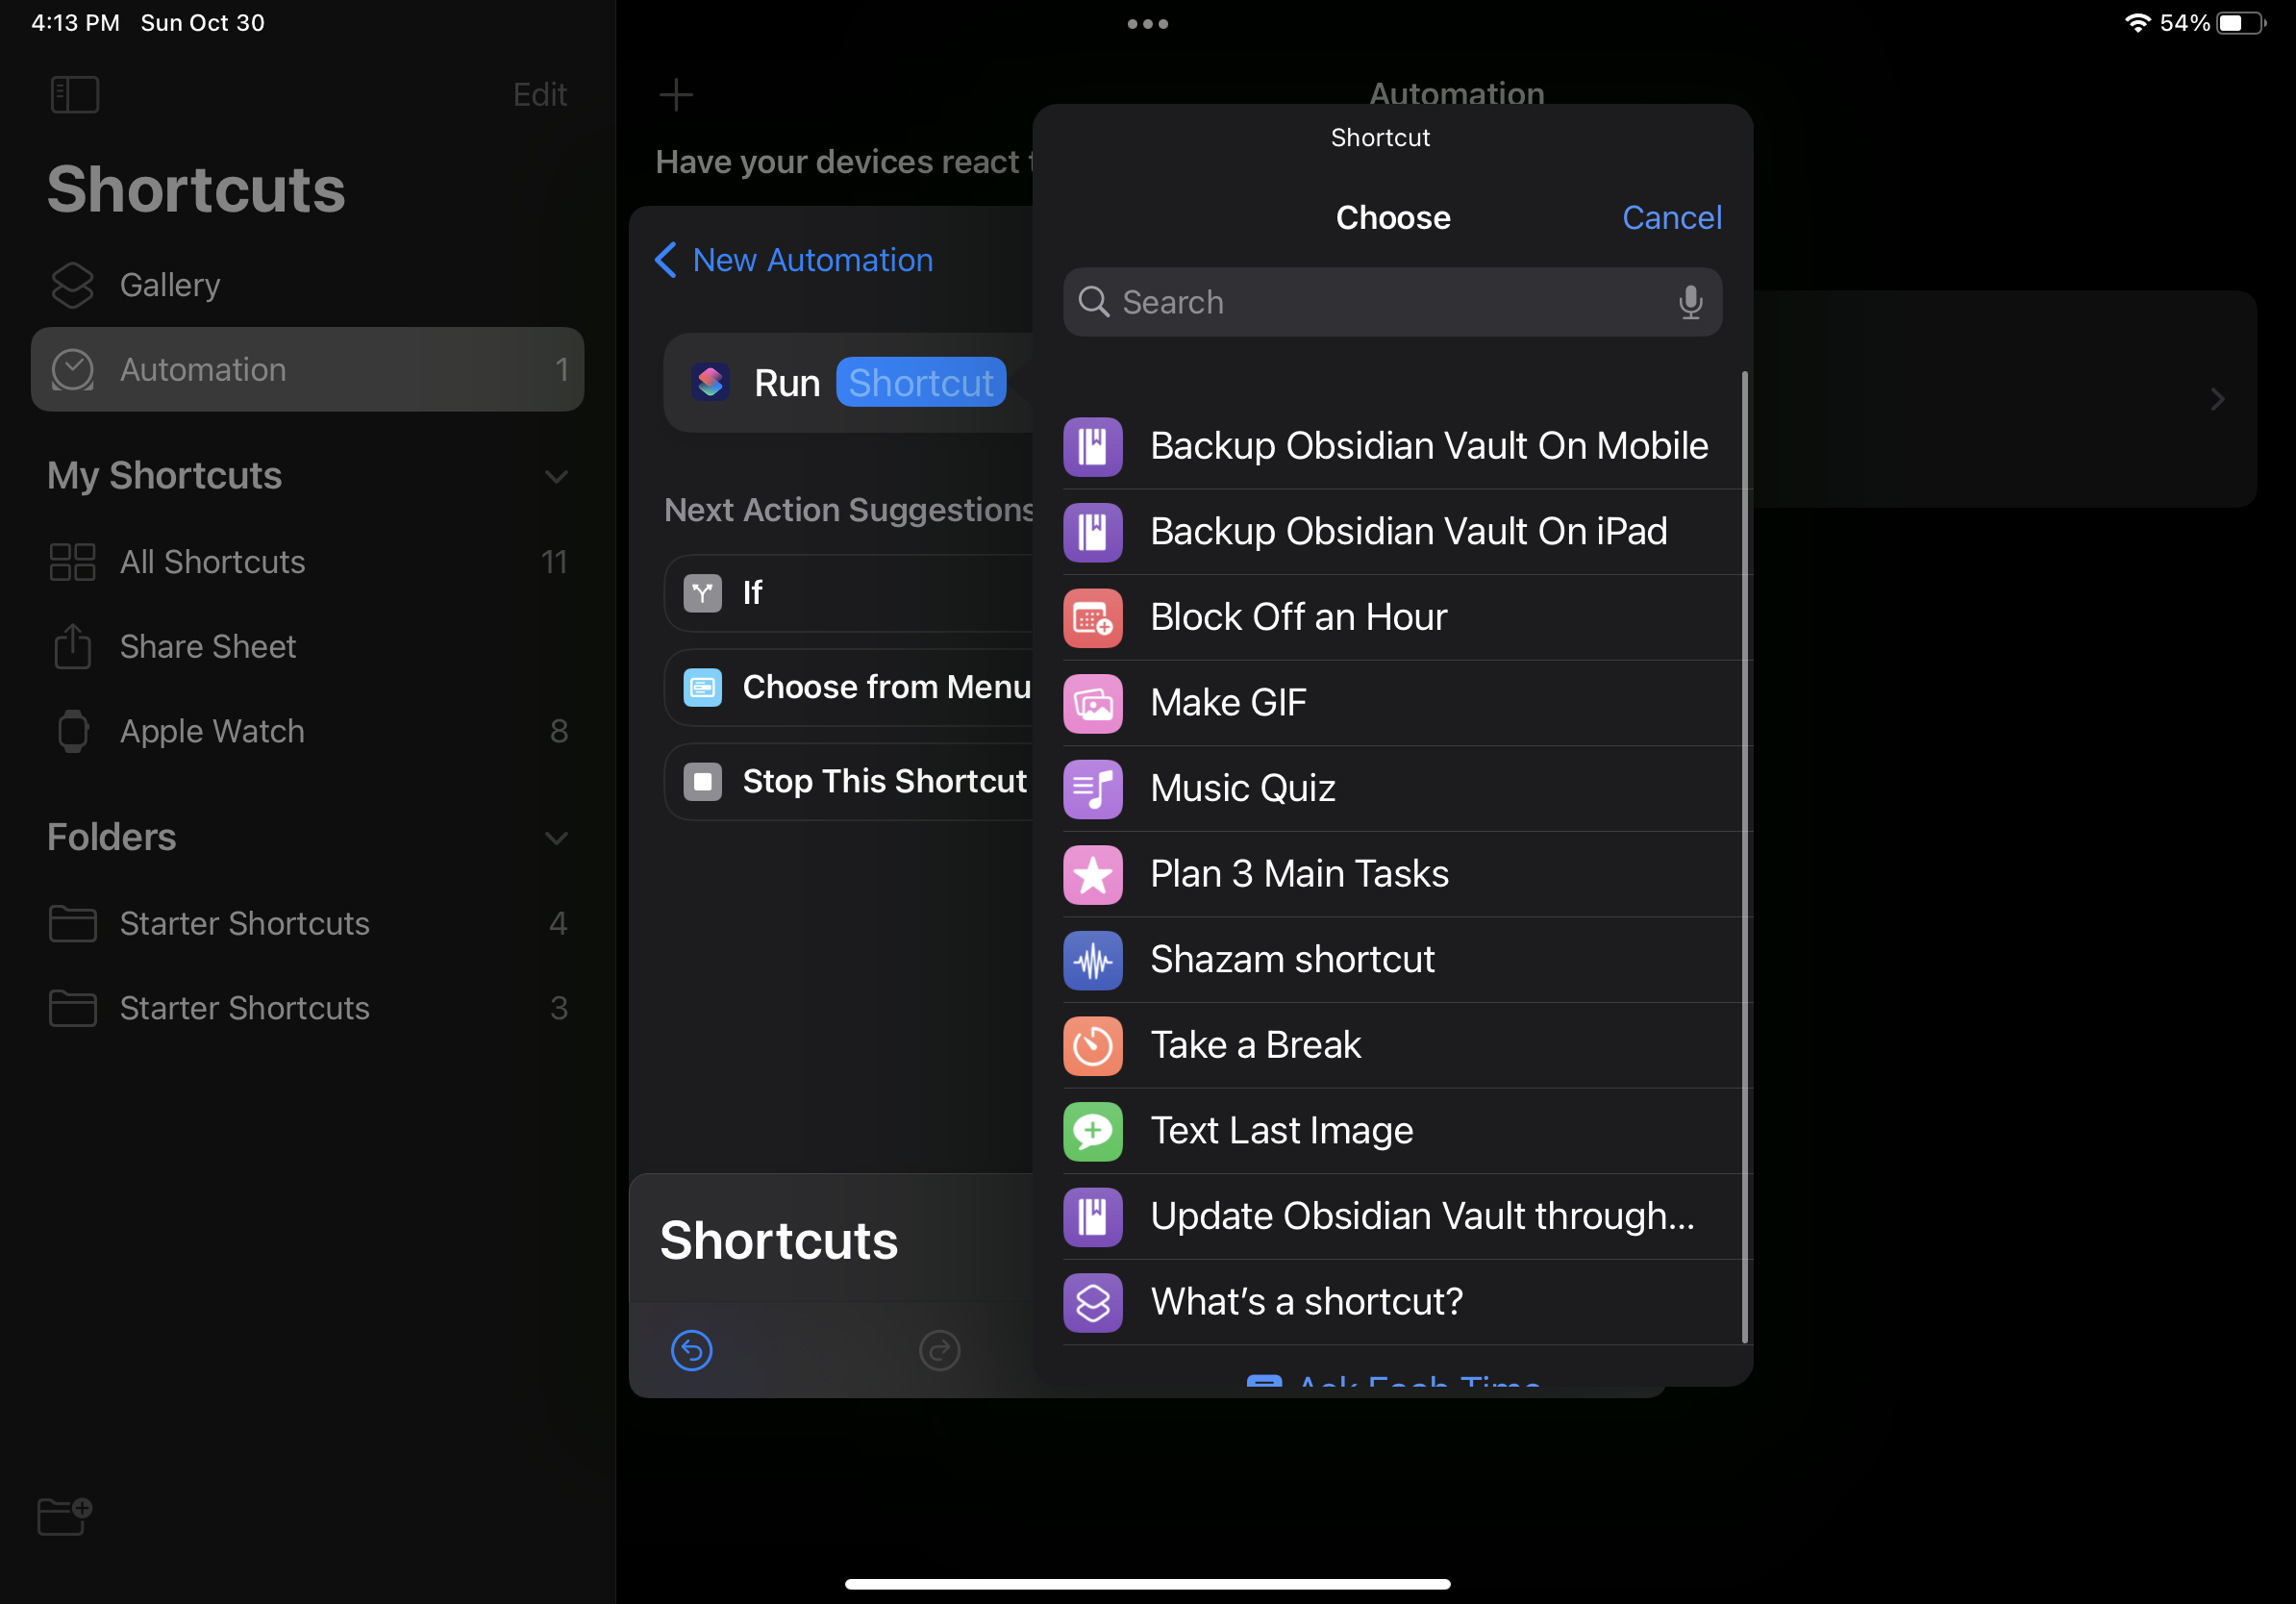 4:13 PM Sun Oct 30
54%
Edit
Shortcuts
Gallery
Automation 1
My Shortcuts
All Shortcuts 11
Share Sheet
Apple Watch 8
Folders
Starter Shortcuts 4
Starter Shortcuts 3
Automation
Have your devices react
New Automation
Run Shortcut
Next Action Suggestions
If
Choose from Menu
Stop This Shortcut
Shortcuts
Shortcut
Choose
Cancel
Search
Backup Obsidian Vault On Mobile
Backup Obsidian Vault On iPad
Block Off an Hour
Make GIF
Music Quiz
Plan 3 Main Tasks
Shazam shortcut
Take a Break
Text Last Image
Update Obsidian Vault through...
What's a shortcut?
Ask Each Time